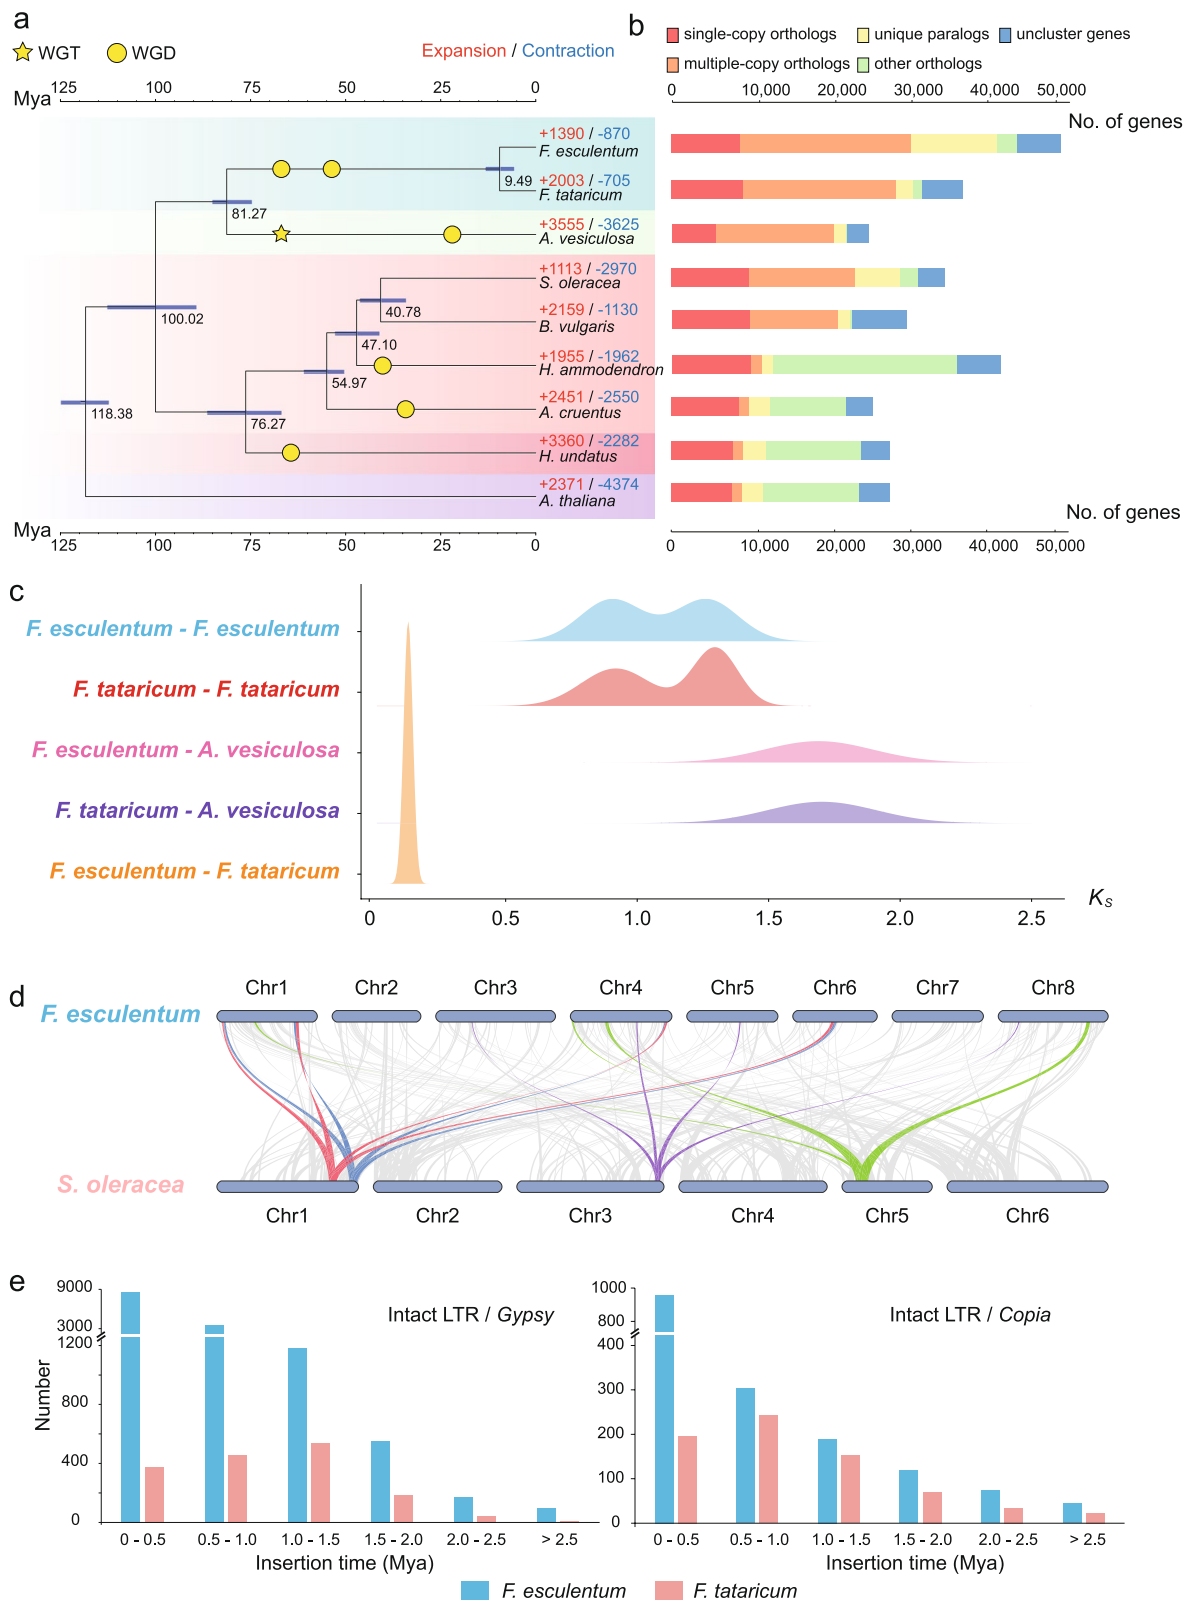 a
WGT
WGD
Expansion / Contraction
Mya
125
100
75
50
25
0
+1390 / -870
F. esculentum
+2003 / -705
F. tataricum
+3555 / -3625
A. vesiculosa
+1113 / -2970
S. oleracea
+2159 / -1130
B. vulgaris
+1955 / -1962
H. ammodendron
+2451 / -2550
A. cruentus
+3360 / -2282
H. undatus
+2371 / -4374
A. thaliana
9.49
81.27
40.78
100.02
47.10
54.97
118.38
76.27
Mya
125
100
75
50
25
0
b
single-copy orthologs
unique paralogs
uncluster genes
multiple-copy orthologs
other orthologs
0
10,000
20,000
30,000
40,000
50,000
No. of genes
No. of genes
0
10,000
20,000
30,000
40,000
50,000
c
F. esculentum - F. esculentum
F. tataricum - F. tataricum
F. esculentum - A. vesiculosa
F. tataricum - A. vesiculosa
F. esculentum - F. tataricum
0
0.5
1.0
1.5
2.0
2.5
Ks
d
Chr1
Chr2
Chr3
Chr4
Chr5
Chr6
Chr7
Chr8
F. esculentum
S. oleracea
Chr1
Chr2
Chr3
Chr4
Chr5
Chr6
e
Number
9000
3000
1200
800
400
0
Intact LTR / Gypsy
0 - 0.5
0.5 - 1.0
1.0 - 1.5
1.5 - 2.0
2.0 - 2.5
> 2.5
Insertion time (Mya)
1000
800
400
300
200
100
0
Intact LTR / Copia
0 - 0.5
0.5 - 1.0
1.0 - 1.5
1.5 - 2.0
2.0 - 2.5
> 2.5
Insertion time (Mya)
F. esculentum
F. tataricum